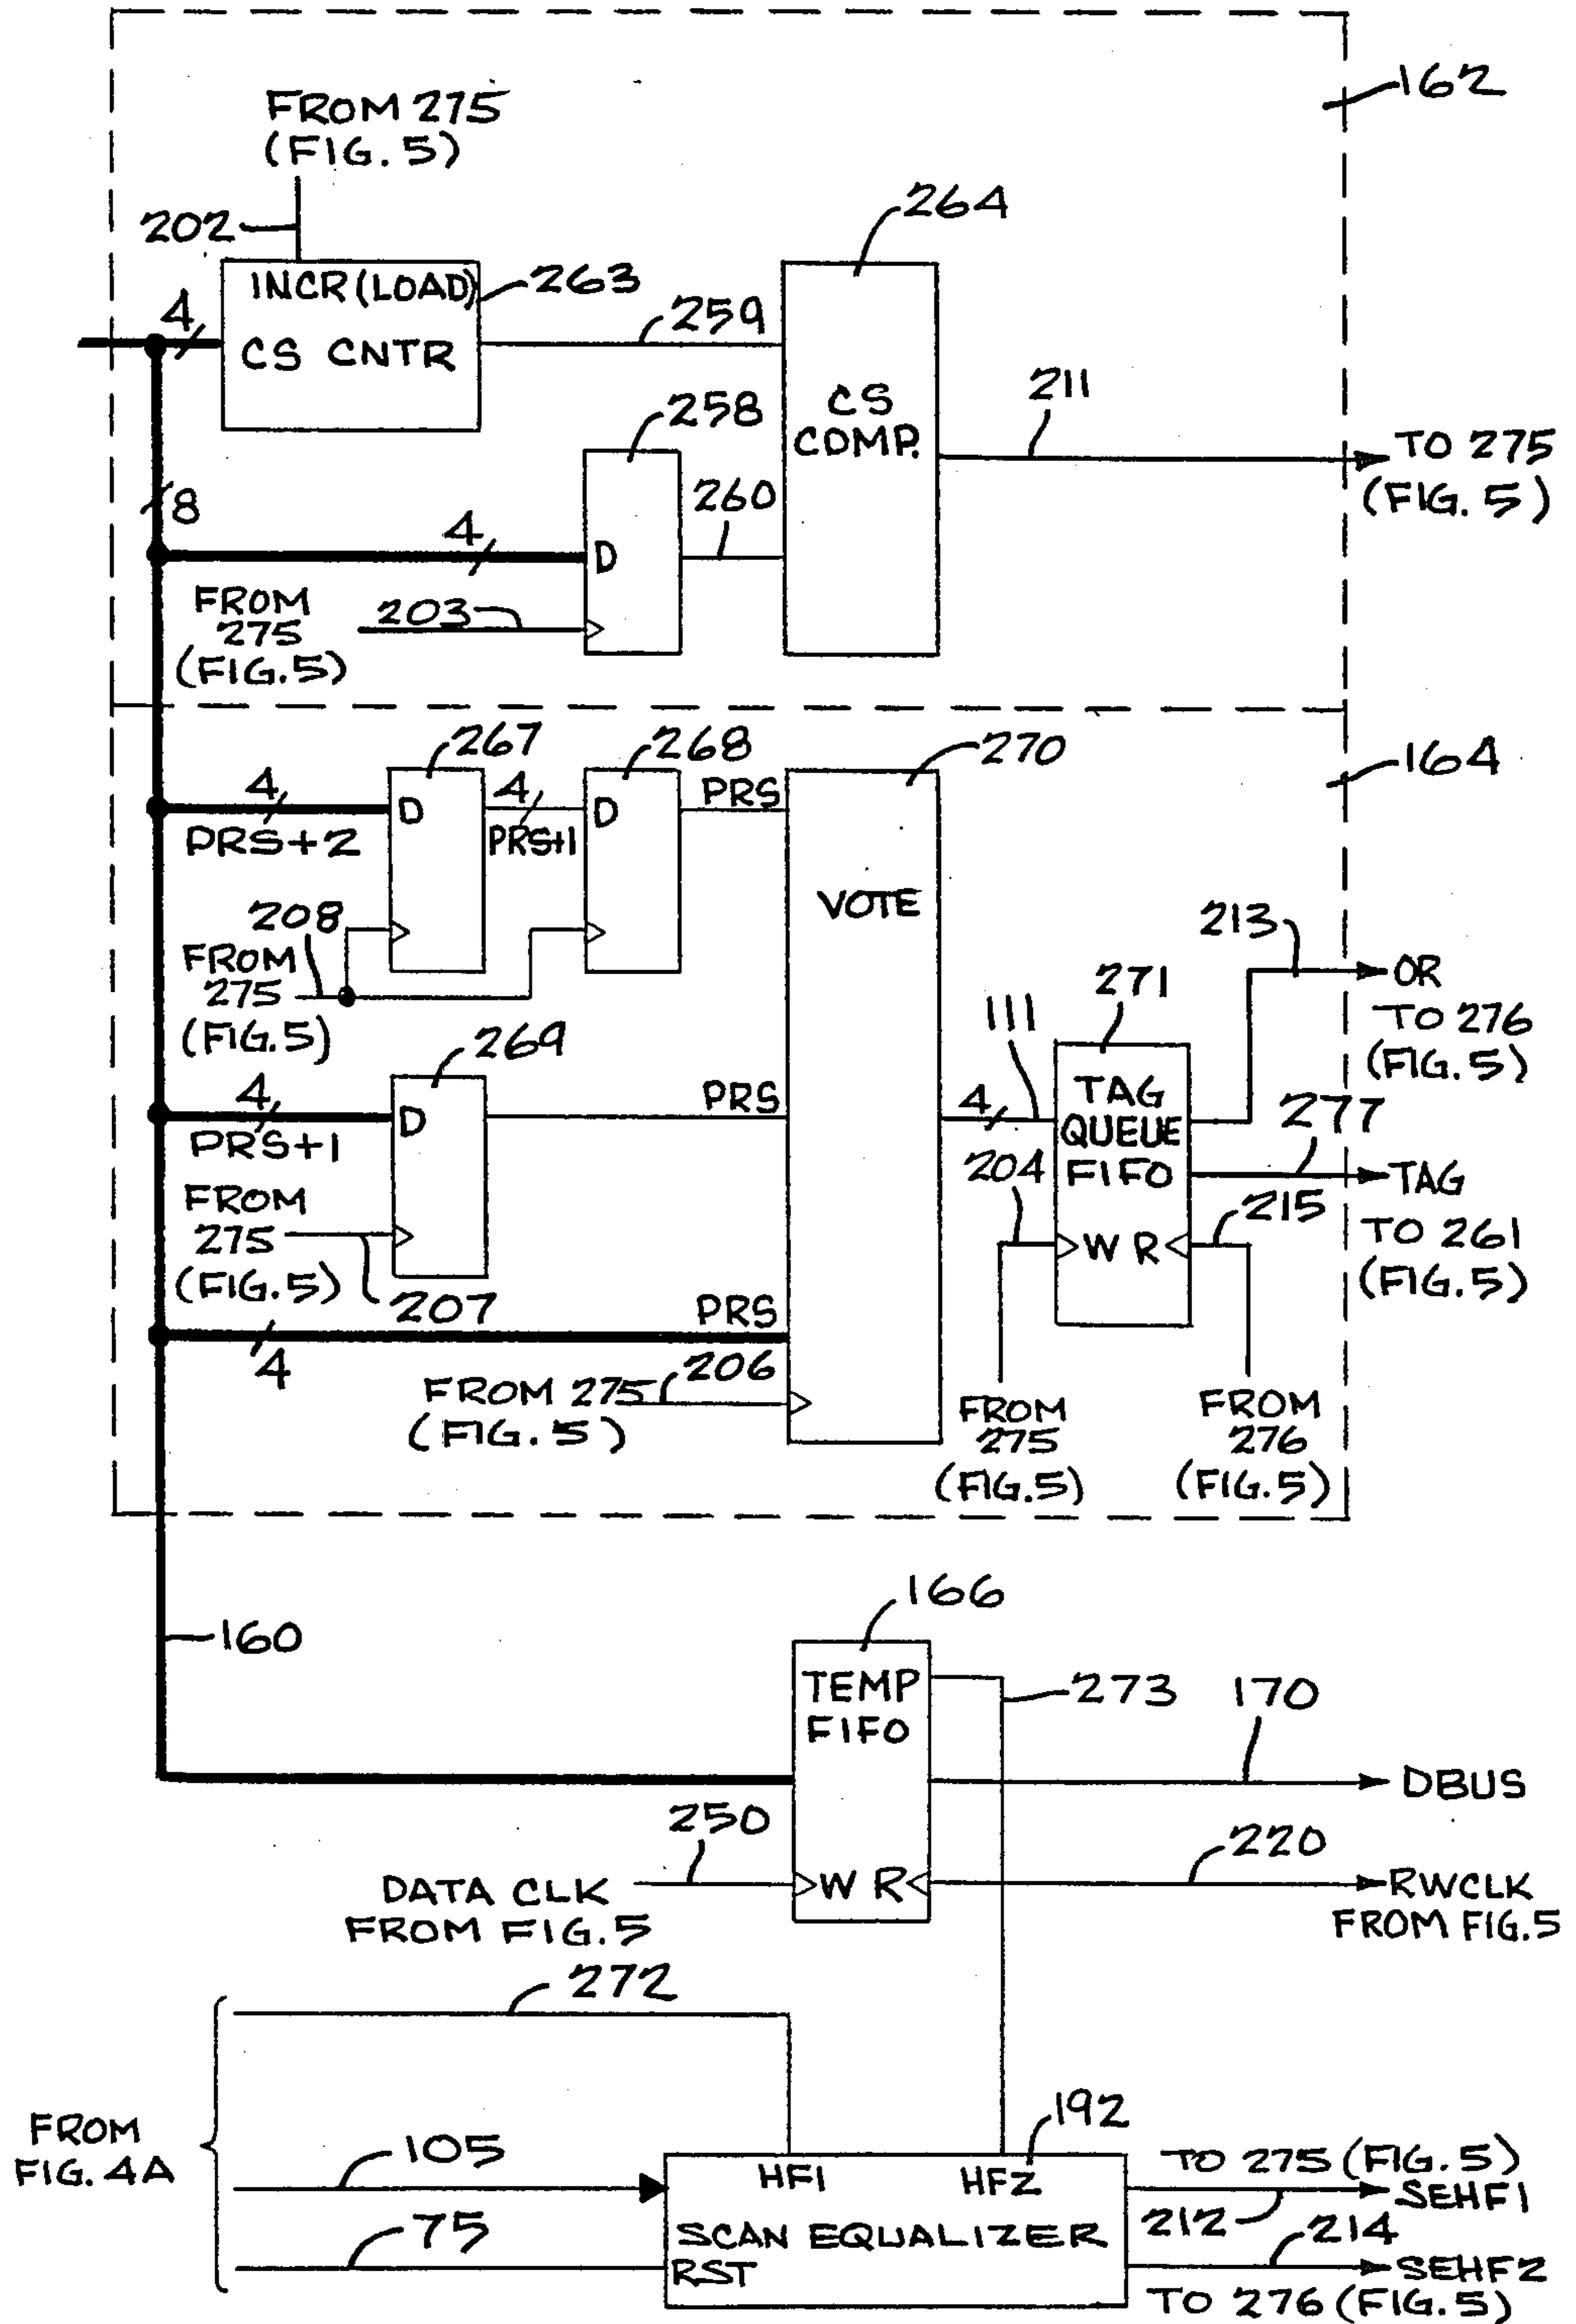 162
FROM 275
(FIG. 5)
202
264
INCR (LOAD)
263
4
259
CS CNTR
258
211
CS
COMP.
TO 275
(FIG. 5)
8
260
4
D
FROM
275
(FIG. 5)
203
267
268
270
164
4
D
4
D
PRS
PRS+2
PRS+1
VOTE
208
FROM
275
(FIG. 5)
213
OR
TO 276
(FIG. 5)
271
111
269
4
D
PRS
4
TAG
QUEUE
FIFO
277
PRS+1
204
TAG
TO 261
(FIG. 5)
FROM
275
(FIG. 5)
215
W R
207
PRS
4
206
FROM 275
(FIG. 5)
FROM
275
(FIG. 5)
FROM
276
(FIG. 5)
166
160
TEMP
FIFO
273
170
DBUS
250
220
DATA CLK
FROM FIG. 5
W R
RWCLK
FROM FIG. 5
272
192
FROM
FIG. 4A
105
HF1
HF2
TO 275 (FIG. 5)
SEHF1
75
SCAN EQUALIZER
212
214
RST
SEHF2
TO 276 (FIG. 5)